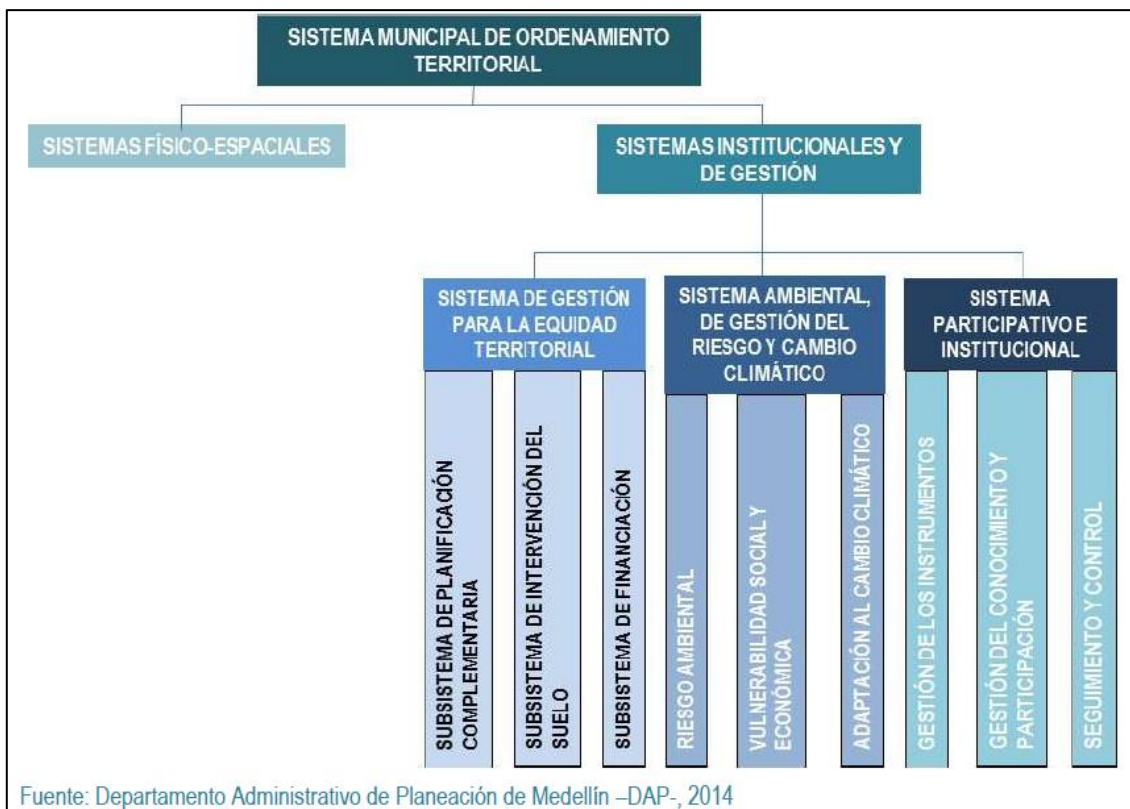 SISTEMA MUNICIPAL DE ORDENAMIENTO
TERRITORIAL
SISTEMAS FÍSICO-ESPACIALES
SISTEMAS INSTITUCIONALES Y
DE GESTIÓN
SISTEMA DE GESTIÓN
PARA LA EQUIDAD
TERRITORIAL
SISTEMA AMBIENTAL,
DE GESTIÓN DEL
RIESGO Y CAMBIO
CLIMÁTICO
SISTEMA
PARTICIPATIVO E
INSTITUCIONAL
SUBSISTEMA DE PLANIFICACIÓN
COMPLEMENTARIA
SUBSISTEMA DE INTERVENCIÓN DEL
SUELO
SUBSISTEMA DE FINANCIACIÓN
RIESGO AMBIENTAL
VULNERABILIDAD SOCIAL Y
ECONÓMICA
ADAPTACIÓN AL CAMBIO CLIMÁTICO
GESTIÓN DE LOS INSTRUMENTOS
GESTIÓN DEL CONOCIMIENTO Y
PARTICIPACIÓN
SEGUIMIENTO Y CONTROL
Fuente: Departamento Administrativo de Planeación de Medellín –DAP-, 2014